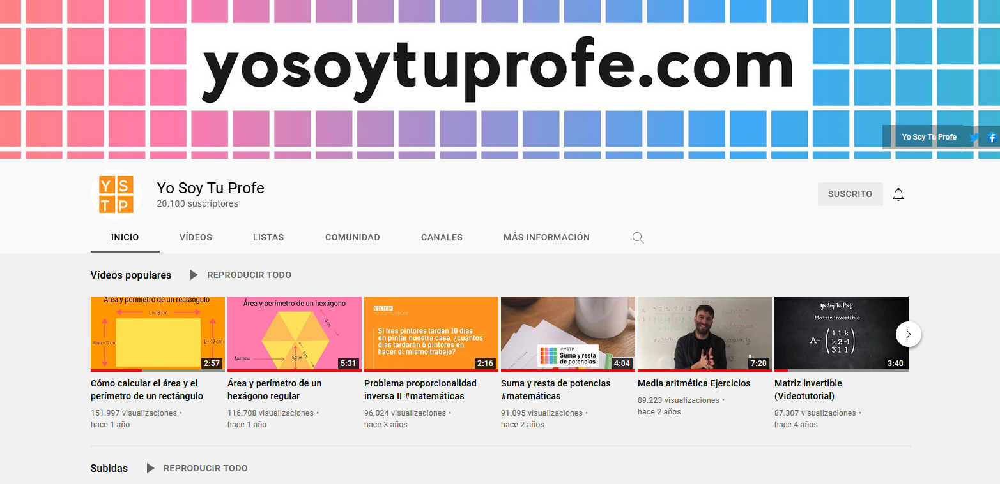 yosoytuprofe.com
Yo Soy Tu Profe
Y S
T P
Yo Soy Tu Profe
20.100 suscriptores
SUSCRITO
INICIO VÍDEOS LISTAS COMUNIDAD CANALES MÁS INFORMACIÓN
Vídeos populares REPRODUCIR TODO
Área y perímetro de un rectángulo
L= 18 cm
Altura= 12 cm
L= 12 cm
2:57
Cómo calcular el área y el
perímetro de un rectángulo
151.997 visualizaciones •
hace 1 año
Área y perímetro de un hexágono
6 cm
6 cm
Apotema
5,2 cm
5:31
Área y perímetro de un
hexágono regular
116.708 visualizaciones •
hace 1 año
YSTP
YO SOY TU PROFE
Si tres pintores tardan 10 días
en pintar nuestra casa, ¿cuántos
días tardarán 6 pintores en
hacer el mismo trabajo?
2:16
Problema proporcionalidad
inversa II #matemáticas
96.024 visualizaciones •
hace 3 años
# YSTP
Suma y resta
de potencias
4:04
Suma y resta de potencias
#matemáticas
91.095 visualizaciones •
hace 2 años
7:28
Media aritmética Ejercicios
89.223 visualizaciones •
hace 2 años
Yo Soy Tu Profe
Matriz invertible
1 1 k
A= k 2 -1
3 1 1
3:40
Matriz invertible
(Videotutorial)
87.307 visualizaciones •
hace 4 años
Subidas REPRODUCIR TODO